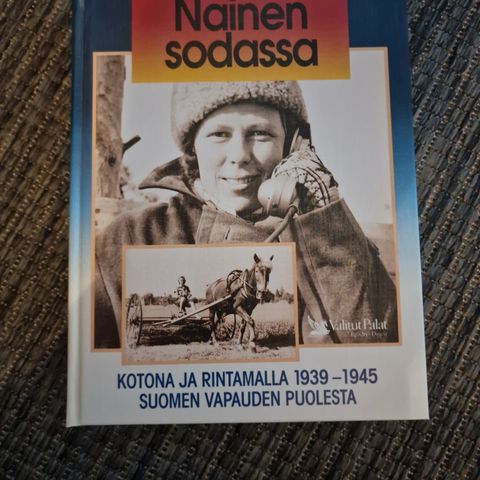 Nainen
sodassa
Valitut Palat
KOTONA JA RINTAMALLA 1939 –1945
SUOMEN VAPAUDEN PUOLESTA